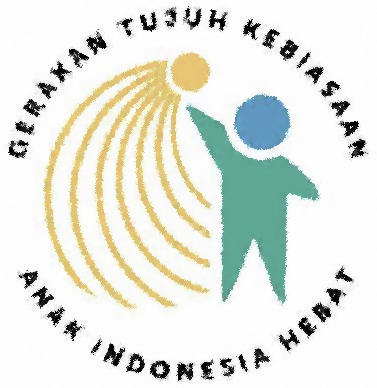 GERAKAN TUJUH KEBIASAAN
ANAK INDONESIA HEBAT